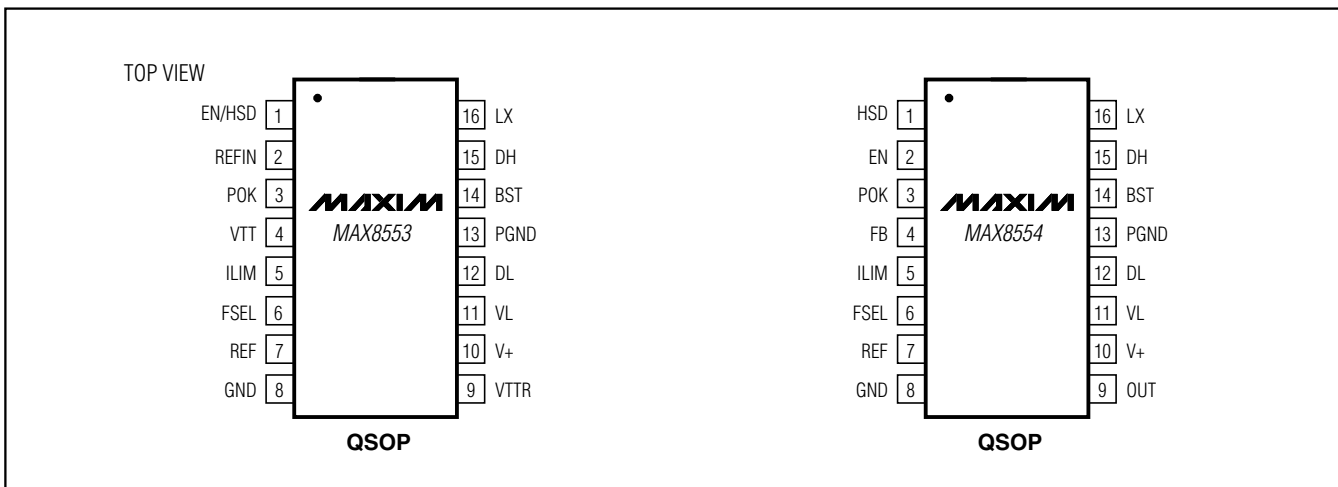 TOP VIEW
EN/HSD 1
REFIN 2
POK 3
VTT 4
ILIM 5
FSEL 6
REF 7
GND 8
MAXIM
MAX8553
16 LX
15 DH
14 BST
13 PGND
12 DL
11 VL
10 V+
9 VTTR
QSOP
HSD 1
EN 2
POK 3
FB 4
ILIM 5
FSEL 6
REF 7
GND 8
MAXIM
MAX8554
16 LX
15 DH
14 BST
13 PGND
12 DL
11 VL
10 V+
9 OUT
QSOP